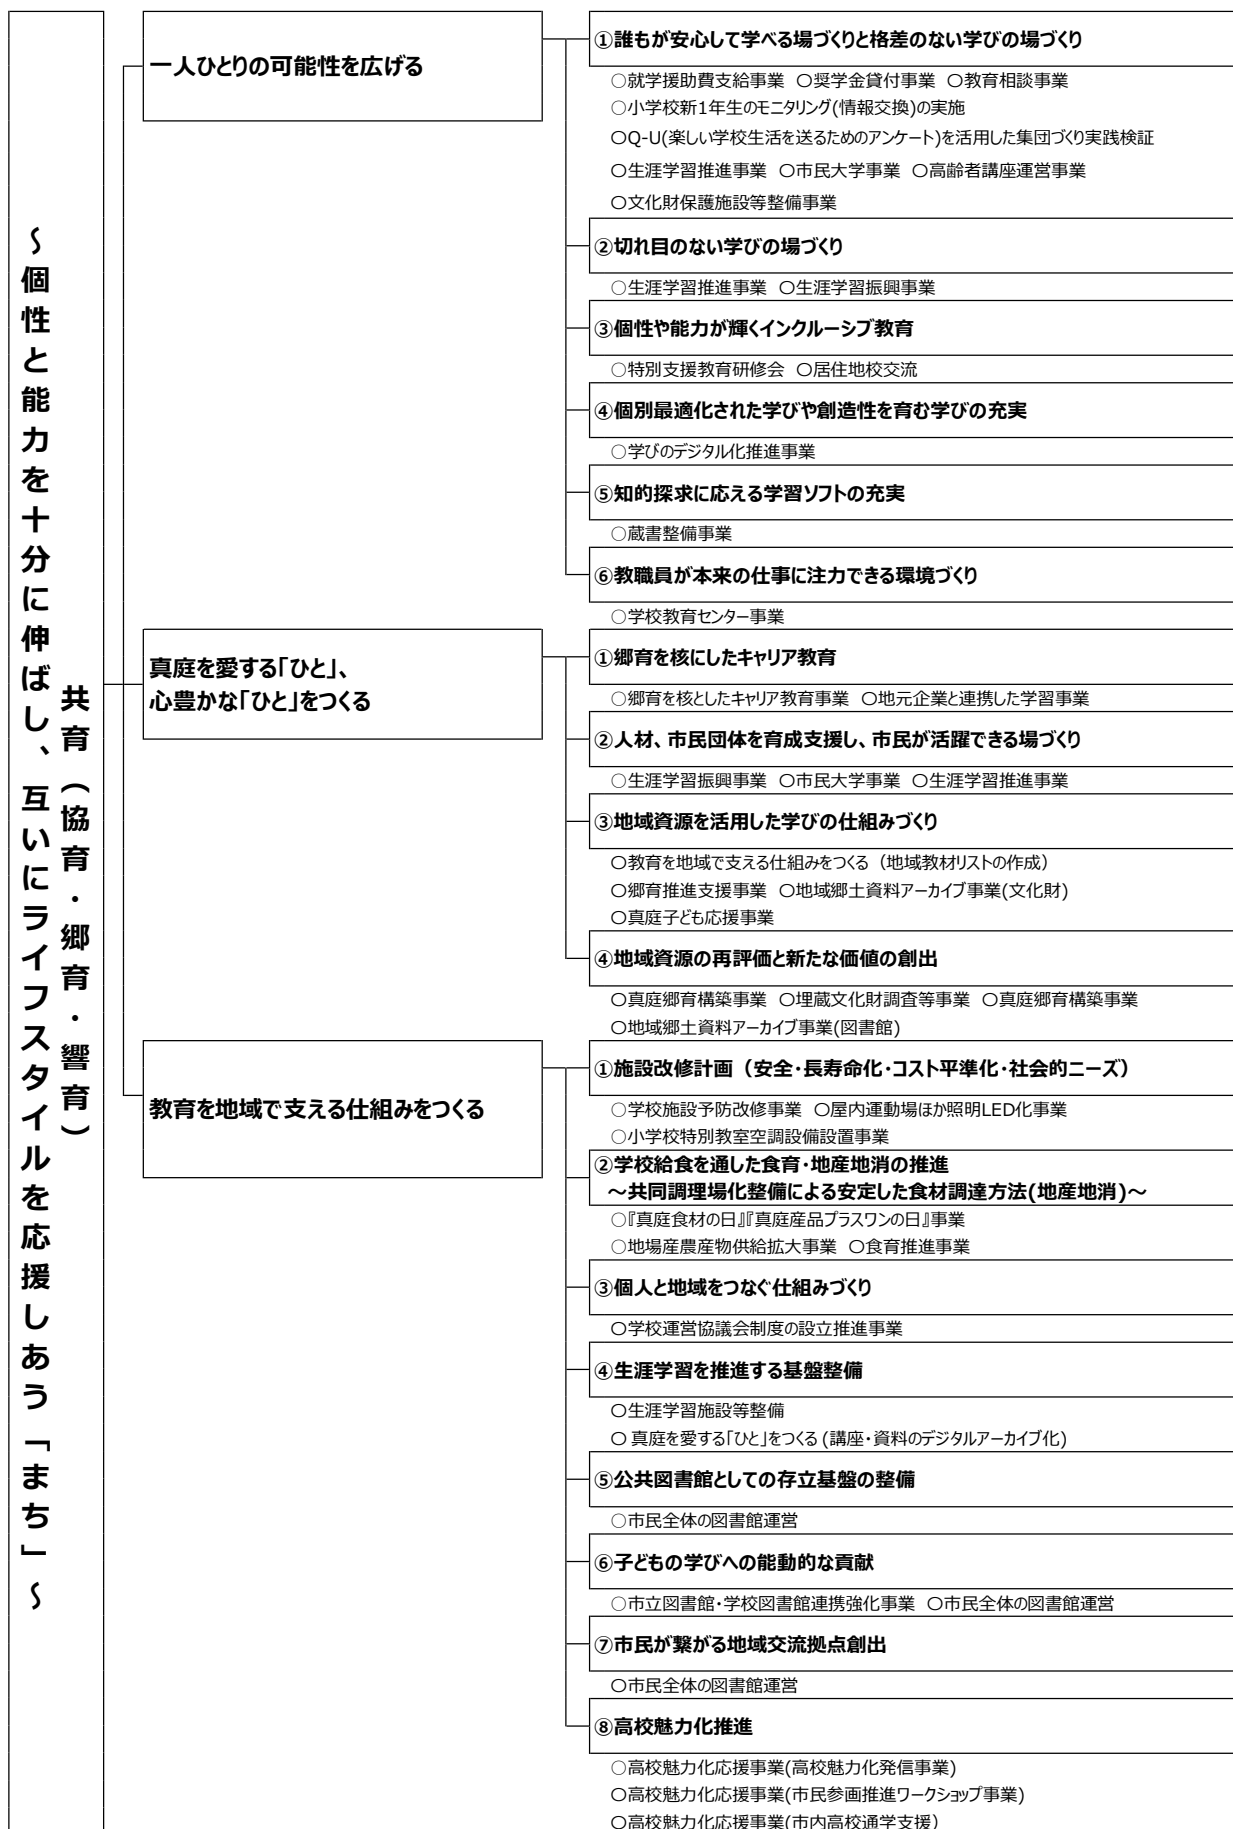 共育（協育・郷育・響育）
～個性と能力を十分に伸ばし、互いにライフスタイルを応援しあう「まち」～
一人ひとりの可能性を広げる
①誰もが安心して学べる場づくりと格差のない学びの場づくり
○就学援助費支給事業 ○奨学金貸付事業 ○教育相談事業
○小学校新1年生のモニタリング(情報交換)の実施
○Q-U(楽しい学校生活を送るためのアンケート)を活用した集団づくり実践検証
○生涯学習推進事業 ○市民大学事業 ○高齢者講座運営事業
○文化財保護施設等整備事業
②切れ目のない学びの場づくり
○生涯学習推進事業 ○生涯学習振興事業
③個性や能力が輝くインクルーシブ教育
○特別支援教育研修会 ○居住地校交流
④個別最適化された学びや創造性を育む学びの充実
○学びのデジタル化推進事業
⑤知的探求に応える学習ソフトの充実
○蔵書整備事業
⑥教職員が本来の仕事に注力できる環境づくり
○学校教育センター事業
真庭を愛する「ひと」、
心豊かな「ひと」をつくる
①郷育を核にしたキャリア教育
○郷育を核としたキャリア教育事業 ○地元企業と連携した学習事業
②人材、市民団体を育成支援し、市民が活躍できる場づくり
○生涯学習振興事業 ○市民大学事業 ○生涯学習推進事業
③地域資源を活用した学びの仕組みづくり
○教育を地域で支える仕組みをつくる（地域教材リストの作成）
○郷育推進支援事業 ○地域郷土資料アーカイブ事業(文化財)
○真庭子ども応援事業
④地域資源の再評価と新たな価値の創出
○真庭郷育構築事業 ○埋蔵文化財調査等事業 ○真庭郷育構築事業
○地域郷土資料アーカイブ事業(図書館)
教育を地域で支える仕組みをつくる
①施設改修計画（安全・長寿命化・コスト平準化・社会的ニーズ）
○学校施設予防改修事業 ○屋内運動場ほか照明LED化事業
○小学校特別教室空調設備設置事業
②学校給食を通した食育・地産地消の推進
～共同調理場化整備による安定した食材調達方法(地産地消)～
○『真庭食材の日』『真庭産品プラスワンの日』事業
○地場産農産物供給拡大事業 ○食育推進事業
③個人と地域をつなぐ仕組みづくり
○学校運営協議会制度の設立推進事業
④生涯学習を推進する基盤整備
○生涯学習施設等整備
○ 真庭を愛する「ひと」をつくる (講座・資料のデジタルアーカイブ化)
⑤公共図書館としての存立基盤の整備
○市民全体の図書館運営
⑥子どもの学びへの能動的な貢献
○市立図書館・学校図書館連携強化事業 ○市民全体の図書館運営
⑦市民が繋がる地域交流拠点創出
○市民全体の図書館運営
⑧高校魅力化推進
○高校魅力化応援事業(高校魅力化発信事業)
○高校魅力化応援事業(市民参画推進ワークショップ事業)
○高校魅力化応援事業(市内高校通学支援)